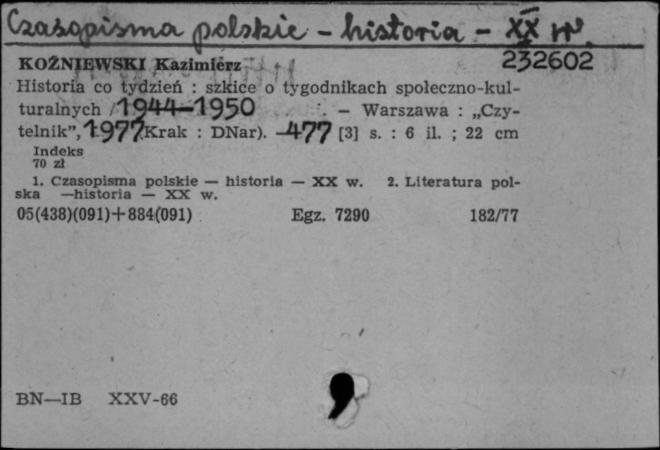 Czasopisma polskie - historia - XX w.
KOŹNIEWSKI Kazimierz
232602
Historia co tydzień : szkice o tygodnikach społeczno-kul-
turalnych 1944-1950 — Warszawa : „Czy-
telnik”, 1977 (Krak : DNar). — 477 [3] s. : 6 il. ; 22 cm
Indeks
70 zł
1. Czasopisma polskie — historia — XX w. 2. Literatura pol-
ska —historia — XX w.
05(438)(091)+884(091) Egz. 7290 182/77
BN—IB XXV-66